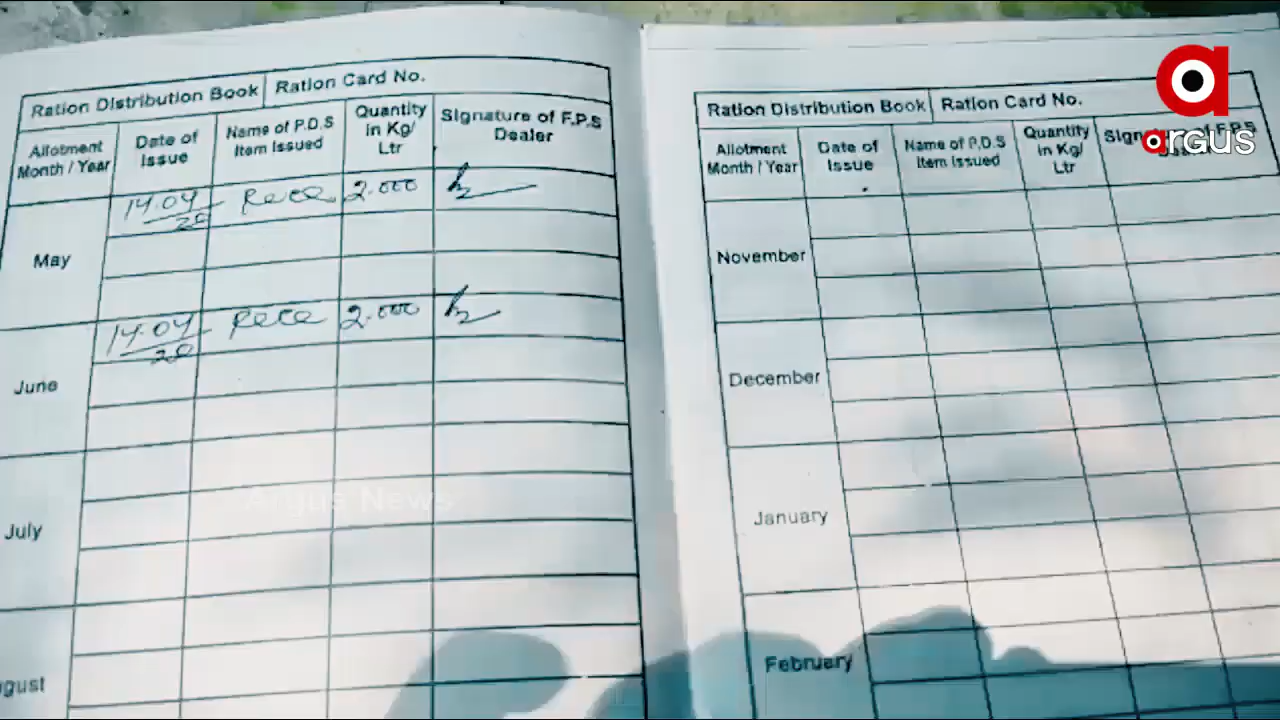 Ration Distribution Book Ration Card No.
Allotment Month / Year Date of Issue Name of P.D.S Item Issued Quantity in Kg/ Ltr Signature of F.P.S Dealer
May 14.04 20 Rece 2.000
June 14.04 20 Rece 2.000
July
gust
Argus News
Ration Distribution Book Ration Card No.
Allotment Month / Year Date of Issue Name of P.D.S Item Issued Quantity in Kg/ Ltr
November
December
January
February
argus